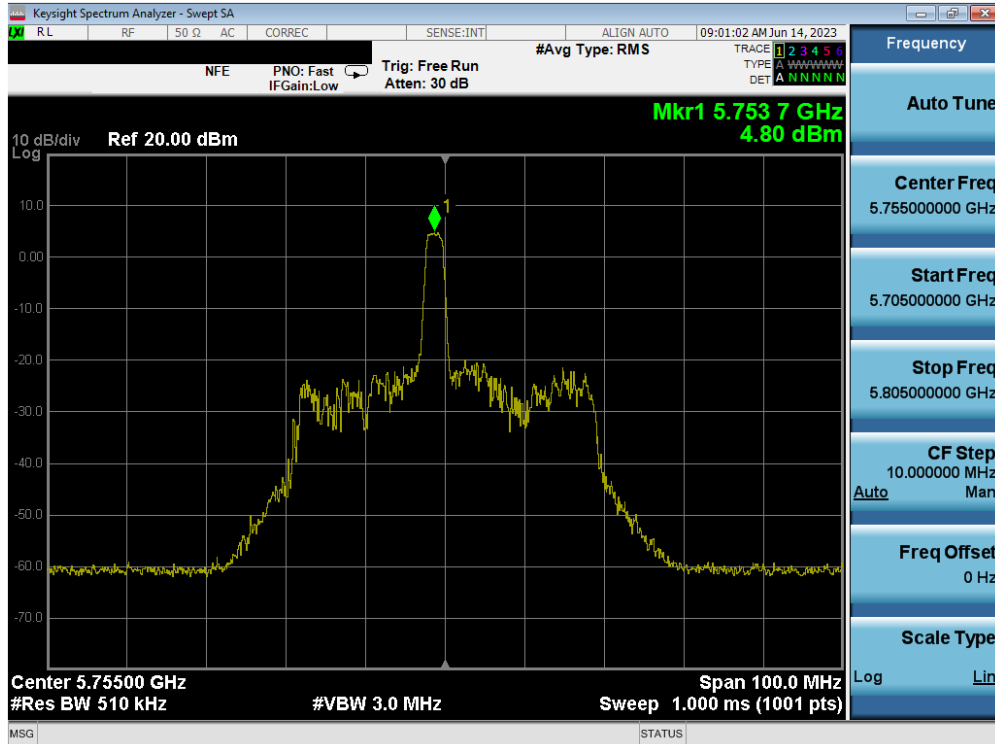 Keysight Spectrum Analyzer - Swept SA
LXI RL RF 50 Ω AC CORREC SENSE:INT ALIGN AUTO 09:01:02 AM Jun 14, 2023
#Avg Type: RMS TRACE 1 2 3 4 5 6
NFE PNO: Fast Trig: Free Run TYPE A WWWWW
IFGain:Low Atten: 30 dB DET A N N N N N
Mkr1 5.753 7 GHz
4.80 dBm
10 dB/div Ref 20.00 dBm
Log
1
10.0
0.00
-10.0
-20.0
-30.0
-40.0
-50.0
-60.0
-70.0
Center 5.75500 GHz Span 100.0 MHz
#Res BW 510 kHz #VBW 3.0 MHz Sweep 1.000 ms (1001 pts)
MSG STATUS
Frequency
Auto Tune
Center Freq
5.755000000 GHz
Start Freq
5.705000000 GHz
Stop Freq
5.805000000 GHz
CF Step
10.000000 MHz
Auto Man
Freq Offset
0 Hz
Scale Type
Log Lin